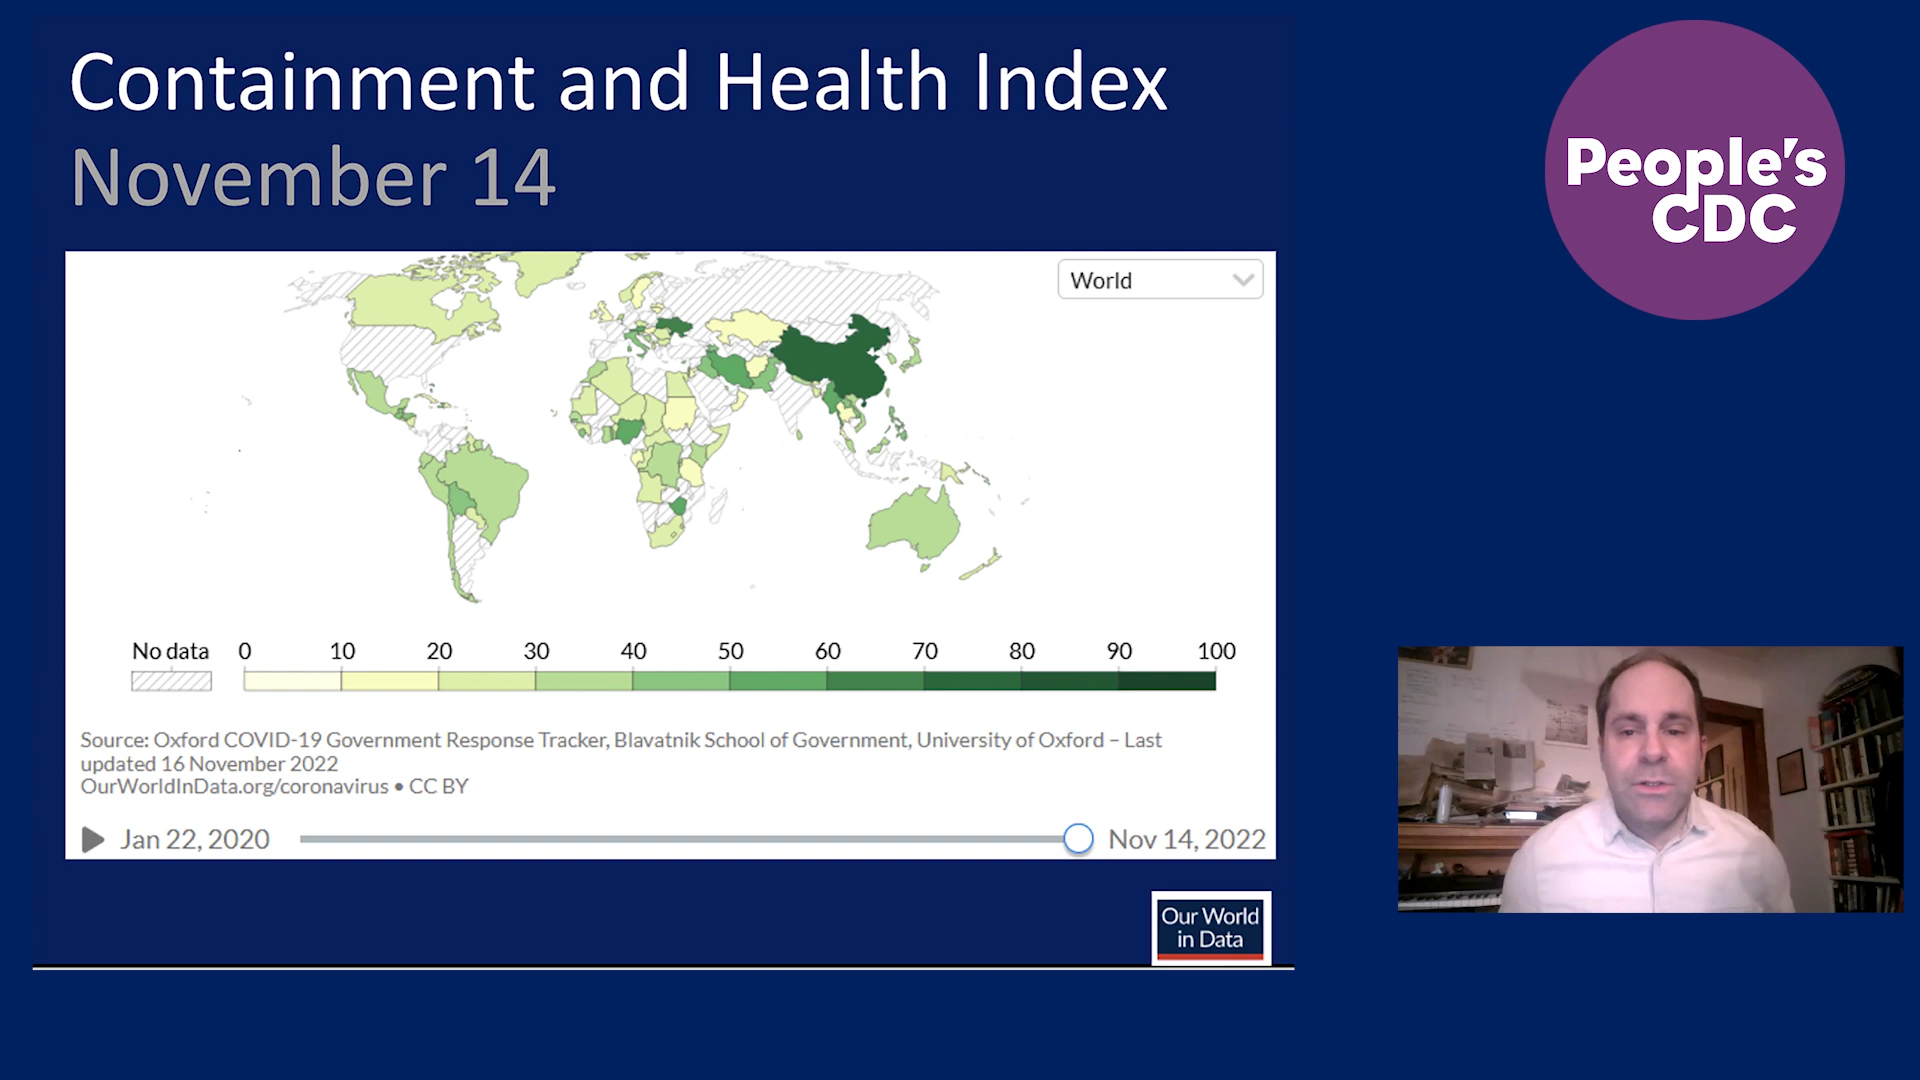 Containment and Health Index
November 14
People's
CDC
World
No data 0 10 20 30 40 50 60 70 80 90 100
Source: Oxford COVID-19 Government Response Tracker, Blavatnik School of Government, University of Oxford – Last
updated 16 November 2022
OurWorldInData.org/coronavirus • CC BY
Jan 22, 2020 Nov 14, 2022
Our World
in Data